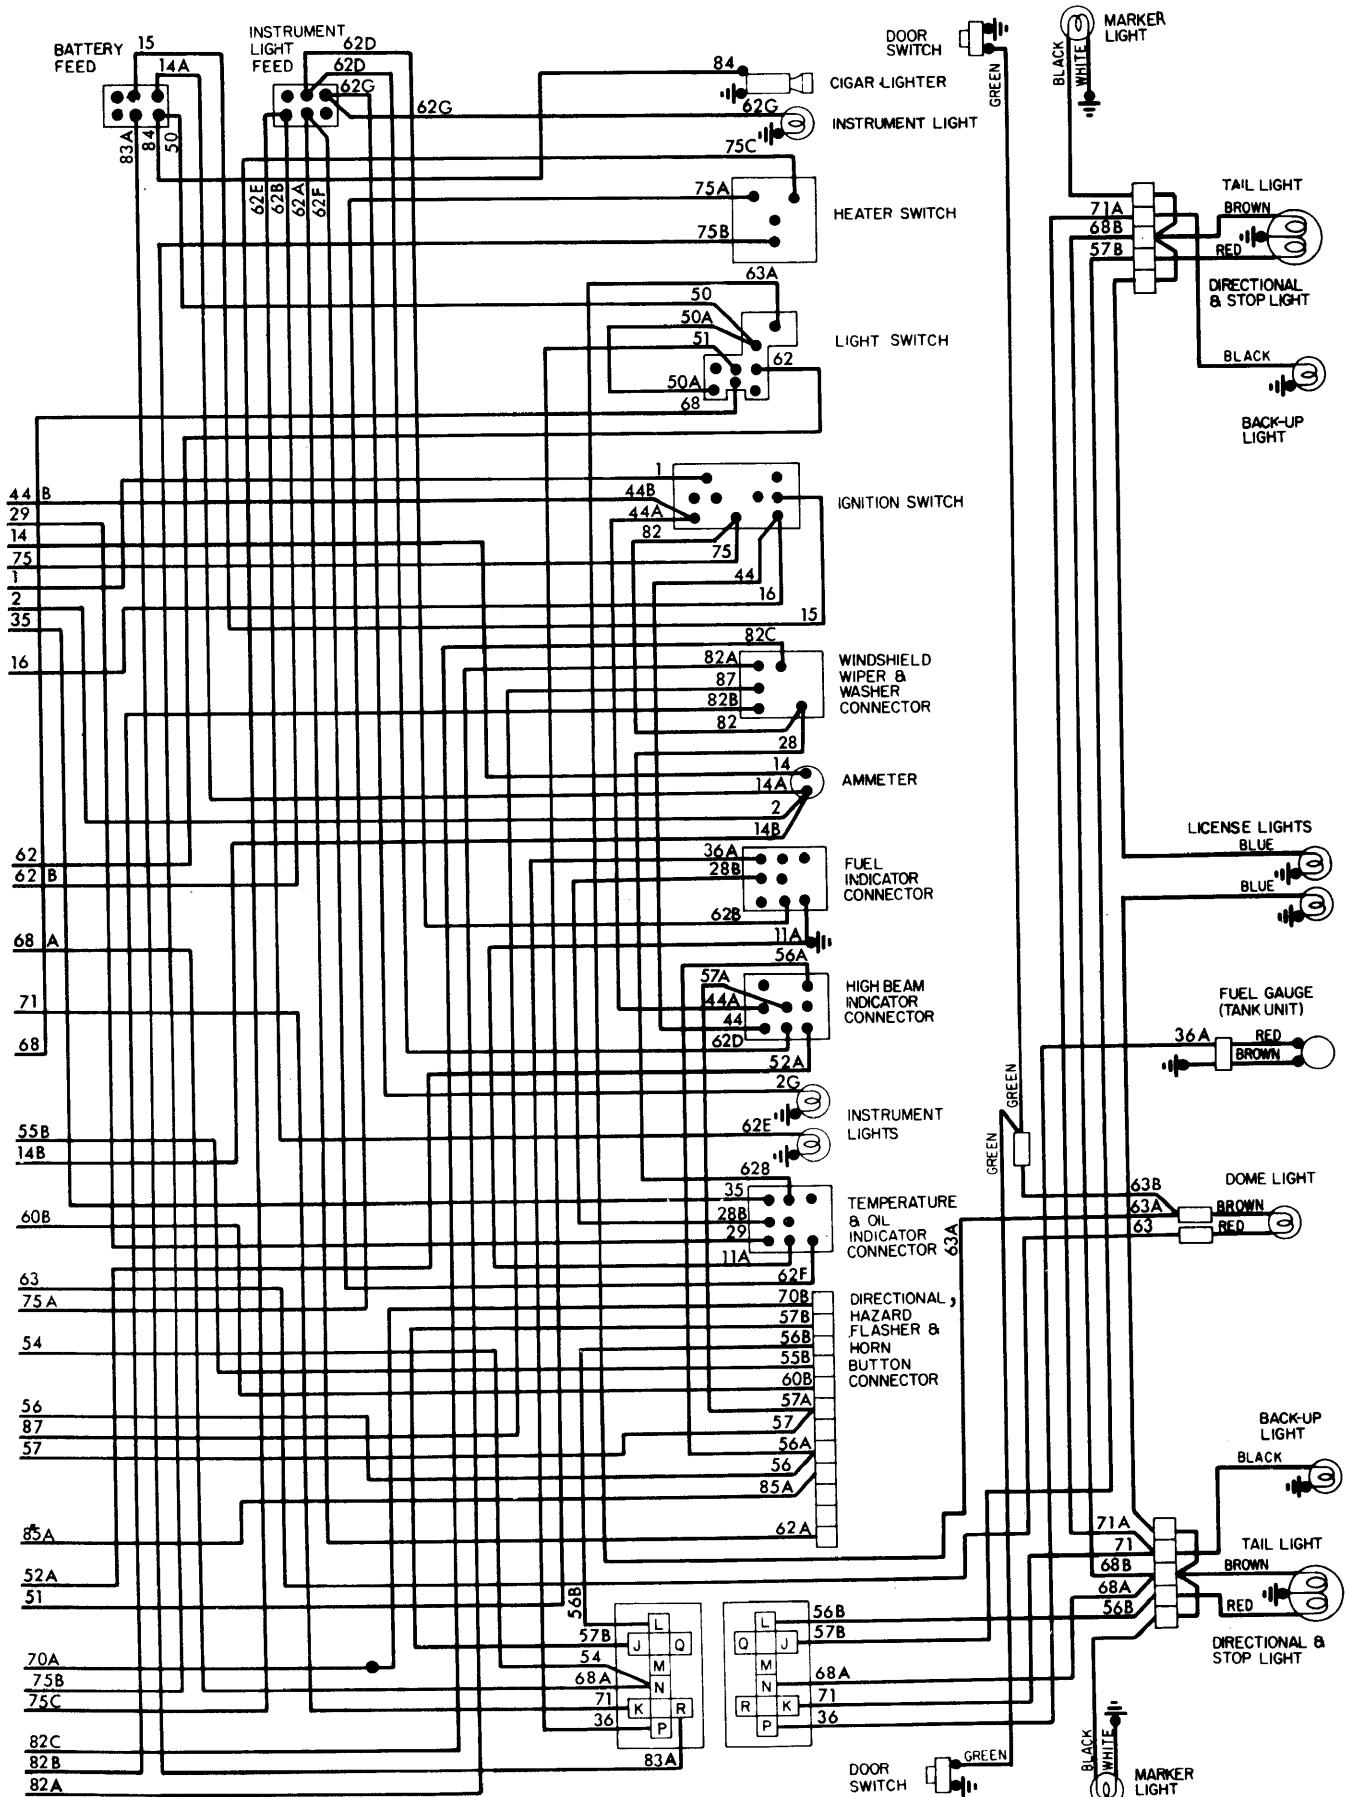 BATTERY
FEED
15
14A
83A
84
50
INSTRUMENT
LIGHT
FEED
62D
62D
62G
62G
62E
62B
62A
62F
84
CIGAR LIGHTER
62G
INSTRUMENT LIGHT
75C
75A
75B
HEATER SWITCH
63A
50
50A
51
62
50A
68
LIGHT SWITCH
1
44B
44A
82
75
44
16
15
IGNITION SWITCH
82C
82A
87
82B
82
28
WINDSHIELD
WIPER &
WASHER
CONNECTOR
14
14A
2
14B
AMMETER
36A
28B
62B
11A
FUEL
INDICATOR
CONNECTOR
56A
57A
44A
44
62D
52A
HIGH BEAM
INDICATOR
CONNECTOR
2G
62E
INSTRUMENT
LIGHTS
628
35
28B
29
11A
62F
TEMPERATURE
& OIL
INDICATOR
CONNECTOR
70B
57B
56B
55B
60B
57A
57
56A
56
85A
62A
DIRECTIONAL,
HAZARD
FLASHER &
HORN
BUTTON
CONNECTOR
44 B
29
14
75
1
2
35
16
62
62 B
68 A
71
68
55B
14B
60B
63
75A
54
56
87
57
85A
52A
51
70A
75B
75C
82C
82B
82A
56B
57B
54
68A
71
36
83A
L
J
Q
M
N
K
R
P
L
Q
J
M
N
R
K
P
56B
57B
68A
71
36
DOOR
SWITCH
GREEN
BLACK
WHITE
MARKER
LIGHT
71A
68B
57B
TAIL LIGHT
BROWN
RED
DIRECTIONAL
& STOP LIGHT
BLACK
BACK-UP
LIGHT
LICENSE LIGHTS
BLUE
BLUE
FUEL GAUGE
(TANK UNIT)
36A
RED
BROWN
GREEN
GREEN
63A
DOME LIGHT
63B
63A
63
BROWN
RED
BACK-UP
LIGHT
BLACK
71A
71
68B
68A
56B
TAIL LIGHT
BROWN
RED
DIRECTIONAL &
STOP LIGHT
BLACK
WHITE
MARKER
LIGHT
DOOR
SWITCH
GREEN